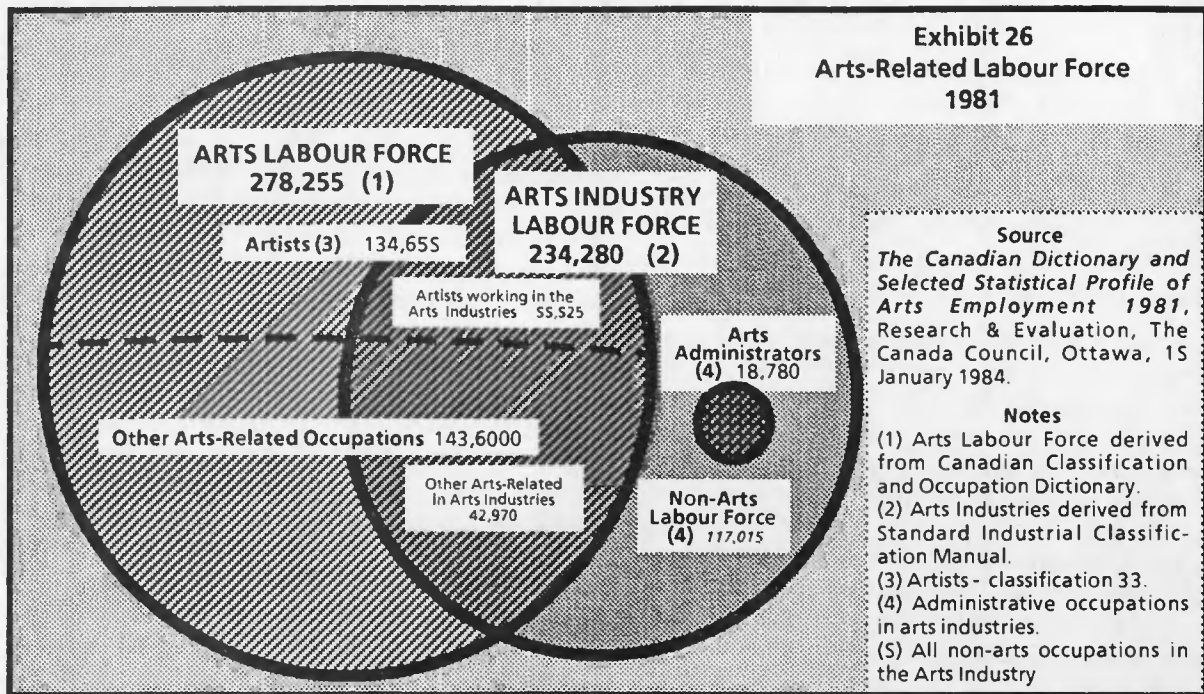 Exhibit 26
Arts-Related Labour Force
1981
ARTS LABOUR FORCE
278,255 (1)
ARTS INDUSTRY
LABOUR FORCE
234,280 (2)
Artists (3) 134,65S
Artists working in the
Arts Industries SS,S25
Arts
Administrators
(4) 18,780
Other Arts-Related Occupations 143,6000
Other Arts-Related
in Arts Industries
42,970
Non-Arts
Labour Force
(4) 117,015
Source
The Canadian Dictionary and
Selected Statistical Profile of
Arts Employment 1981,
Research & Evaluation, The
Canada Council, Ottawa, 1S
January 1984.
Notes
(1) Arts Labour Force derived
from Canadian Classification
and Occupation Dictionary.
(2) Arts Industries derived from
Standard Industrial Classific-
ation Manual.
(3) Artists - classification 33.
(4) Administrative occupations
in arts industries.
(S) All non-arts occupations in
the Arts Industry